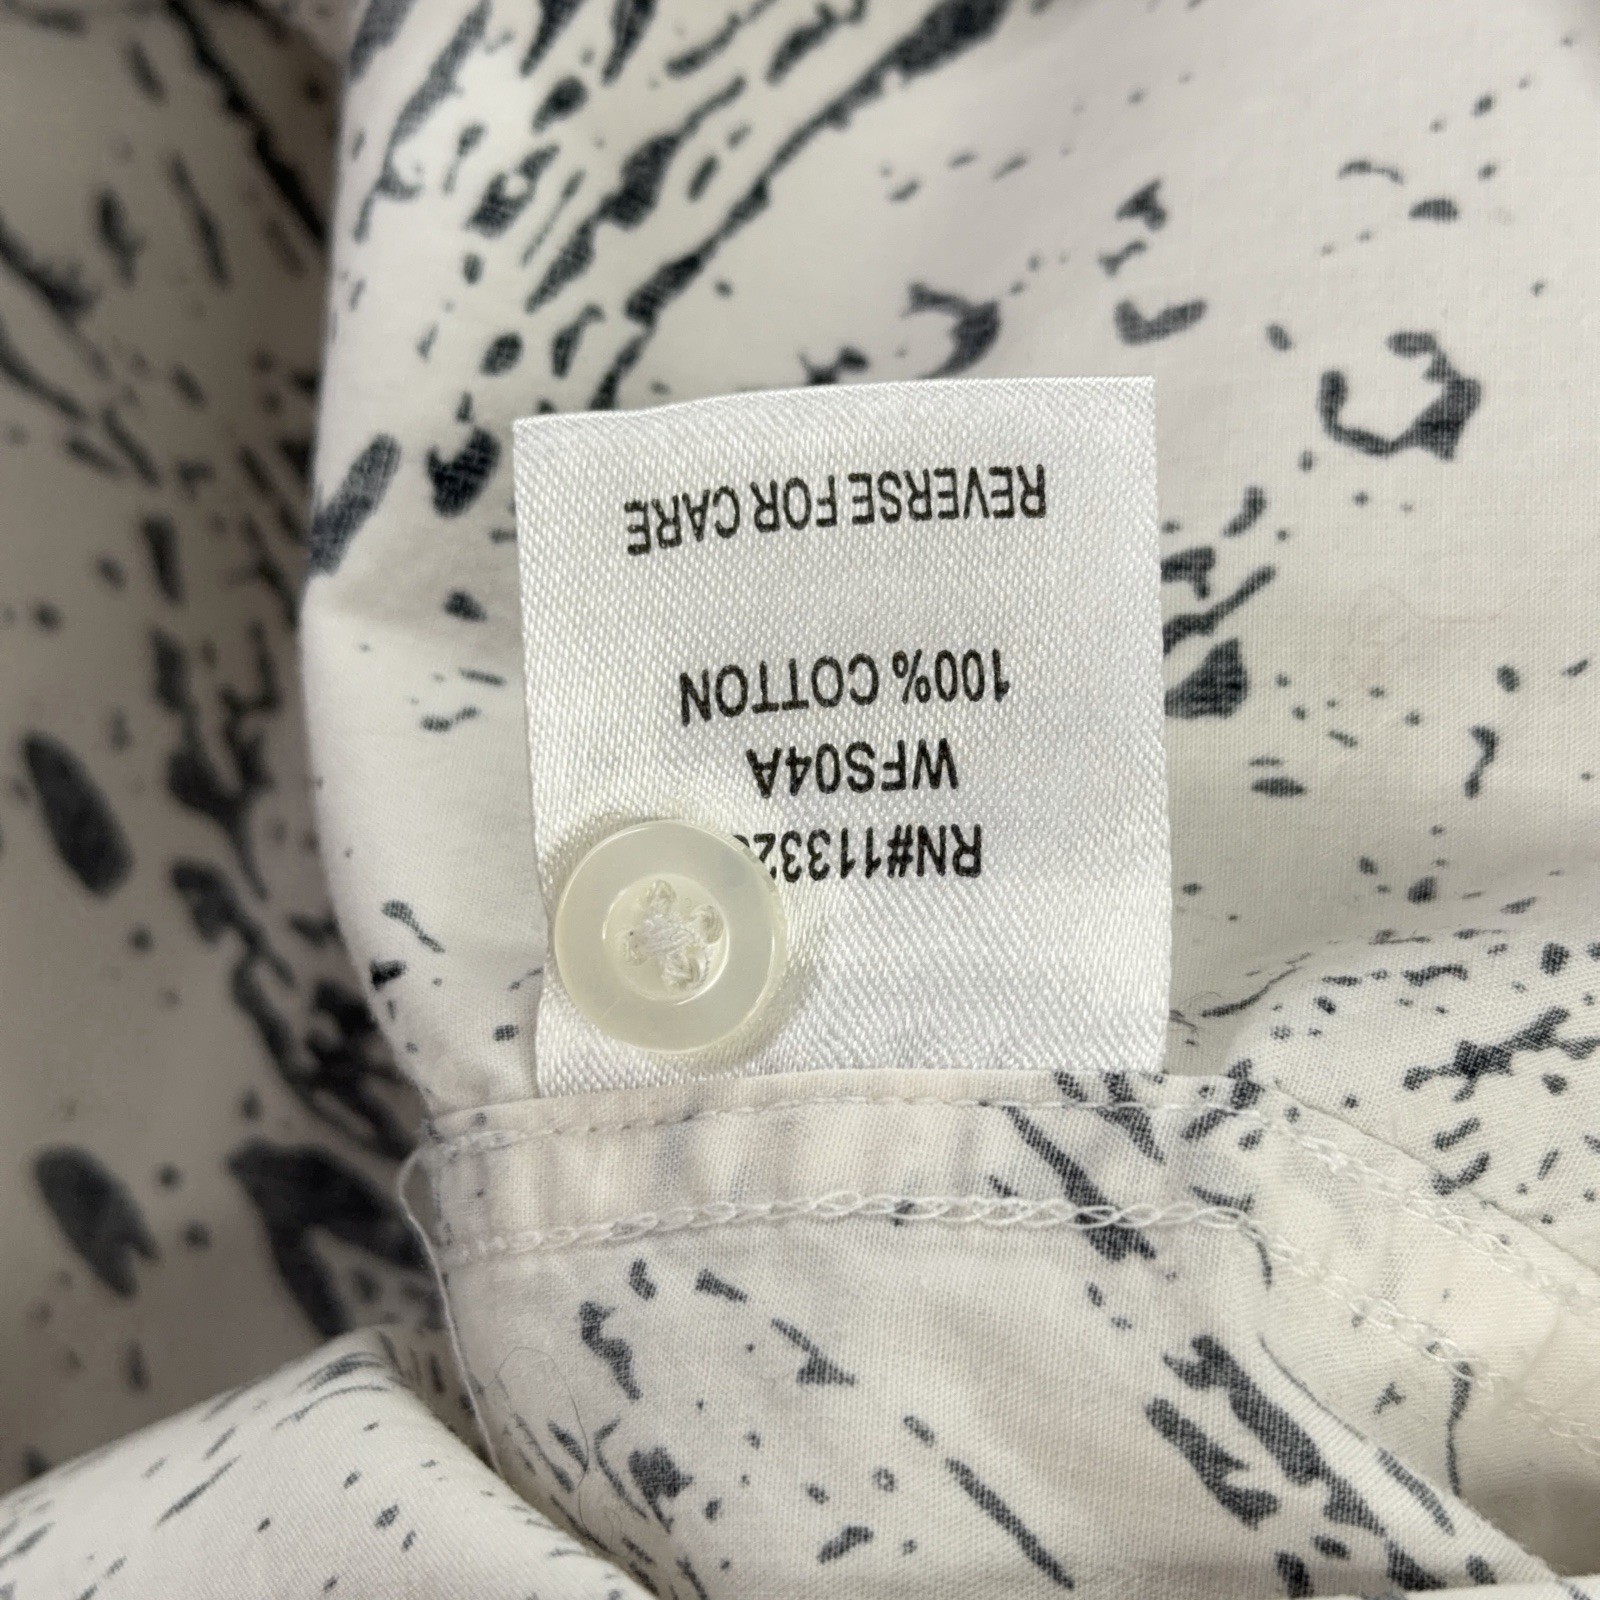 RN#11332
WFS04A
100% COTTON
REVERSE FOR CARE